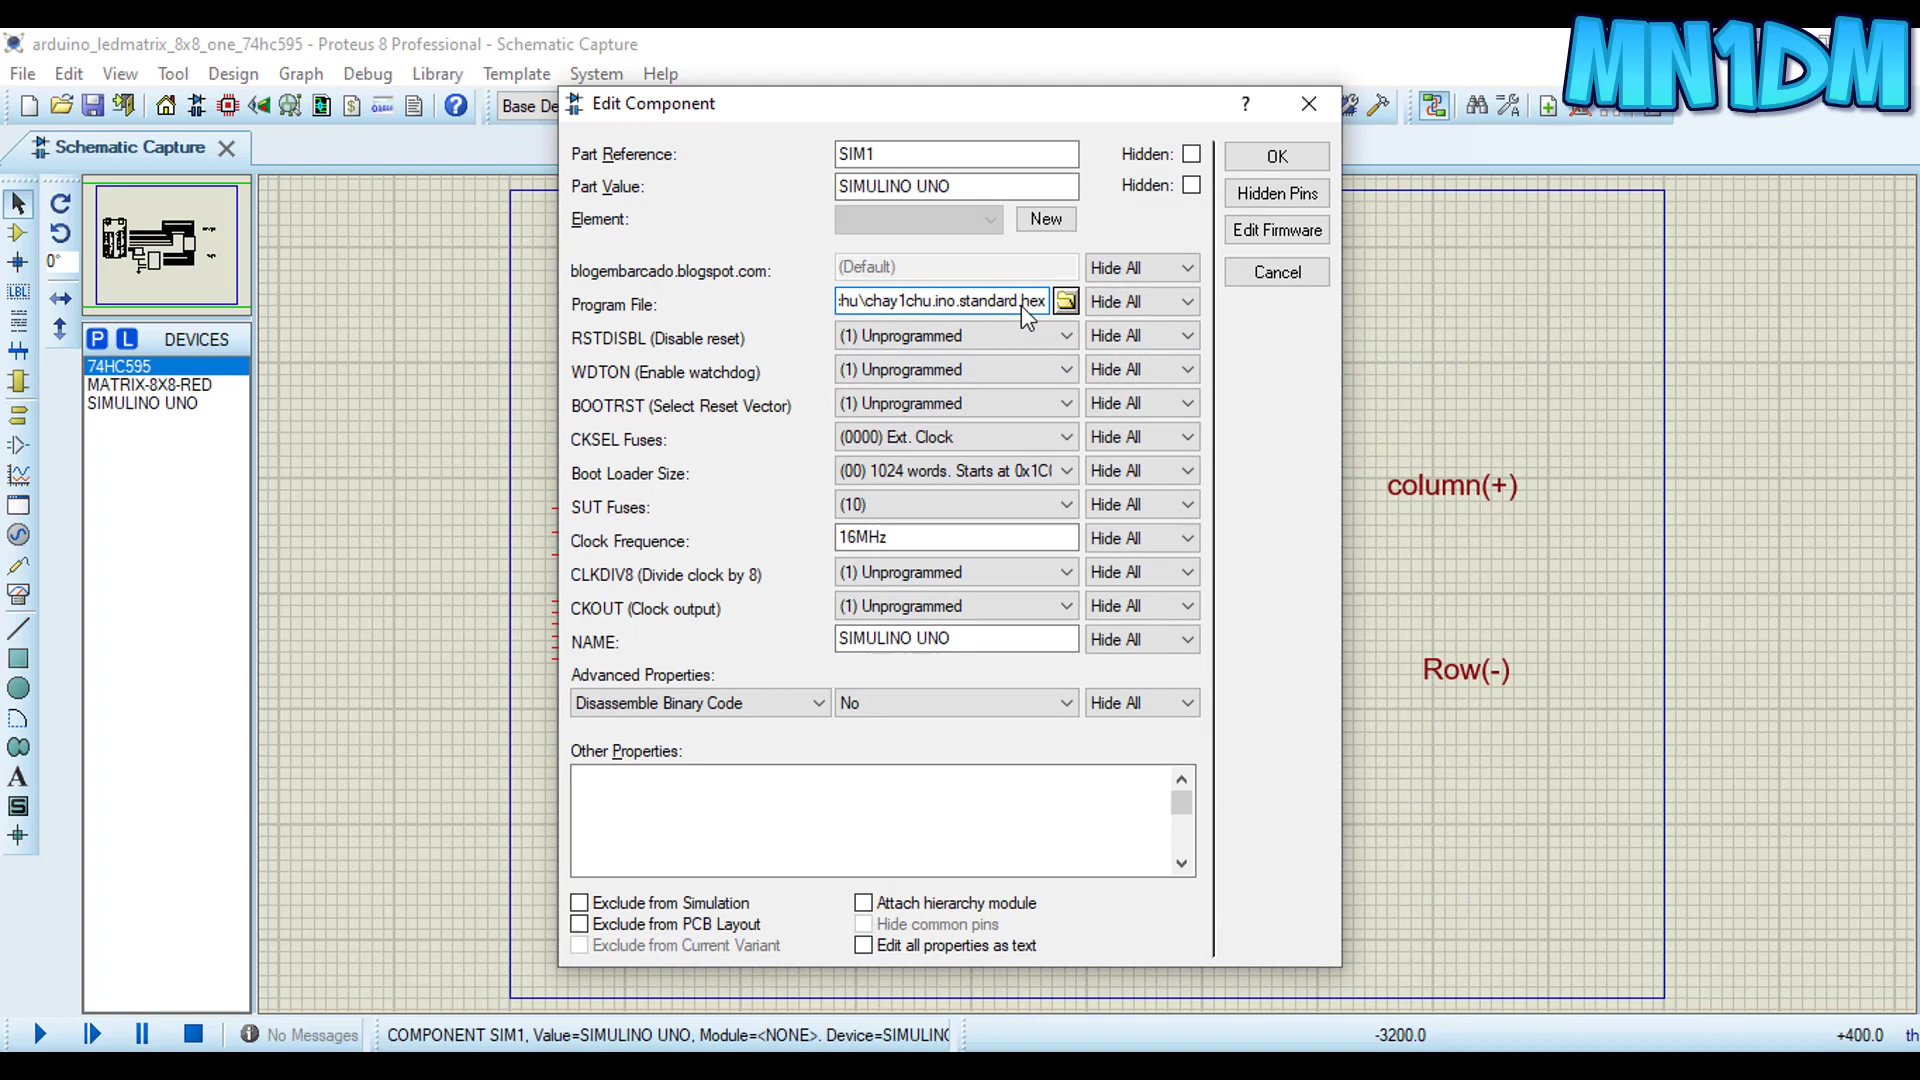 MN1DM
arduino_ledmatrix_8x8_one_74hc595 - Proteus 8 Professional - Schematic Capture
File Edit View Tool Design Graph Debug Library Template System Help
Base De
Schematic Capture
Edit Component ?
Part Reference: SIM1 Hidden:
Part Value: SIMULINO UNO Hidden:
Element: New
blogembarcado.blogspot.com: (Default) Hide All
Program File: :hu\chay1chu.ino.standard.hex Hide All
RSTDISBL (Disable reset) (1) Unprogrammed Hide All
WDTON (Enable watchdog) (1) Unprogrammed Hide All
BOOTRST (Select Reset Vector) (1) Unprogrammed Hide All
CKSEL Fuses: (0000) Ext. Clock Hide All
Boot Loader Size: (00) 1024 words. Starts at 0x1C( Hide All
SUT Fuses: (10) Hide All
Clock Frequency: 16MHz Hide All
CLKDIV8 (Divide clock by 8) (1) Unprogrammed Hide All
CKOUT (Clock output) (1) Unprogrammed Hide All
NAME: SIMULINO UNO Hide All
Advanced Properties:
Disassemble Binary Code No Hide All
Other Properties:
Exclude from Simulation Attach hierarchy module
Exclude from PCB Layout Hide common pins
Exclude from Current Variant Edit all properties as text
OK
Hidden Pins
Edit Firmware
Cancel
0°
LBL
P L DEVICES
74HC595
MATRIX-8X8-RED
SIMULINO UNO
A
S
column(+)
Row(-)
No Messages COMPONENT SIM1, Value=SIMULINO UNO, Module=<NONE>. Device=SIMULINO -3200.0 +400.0 th